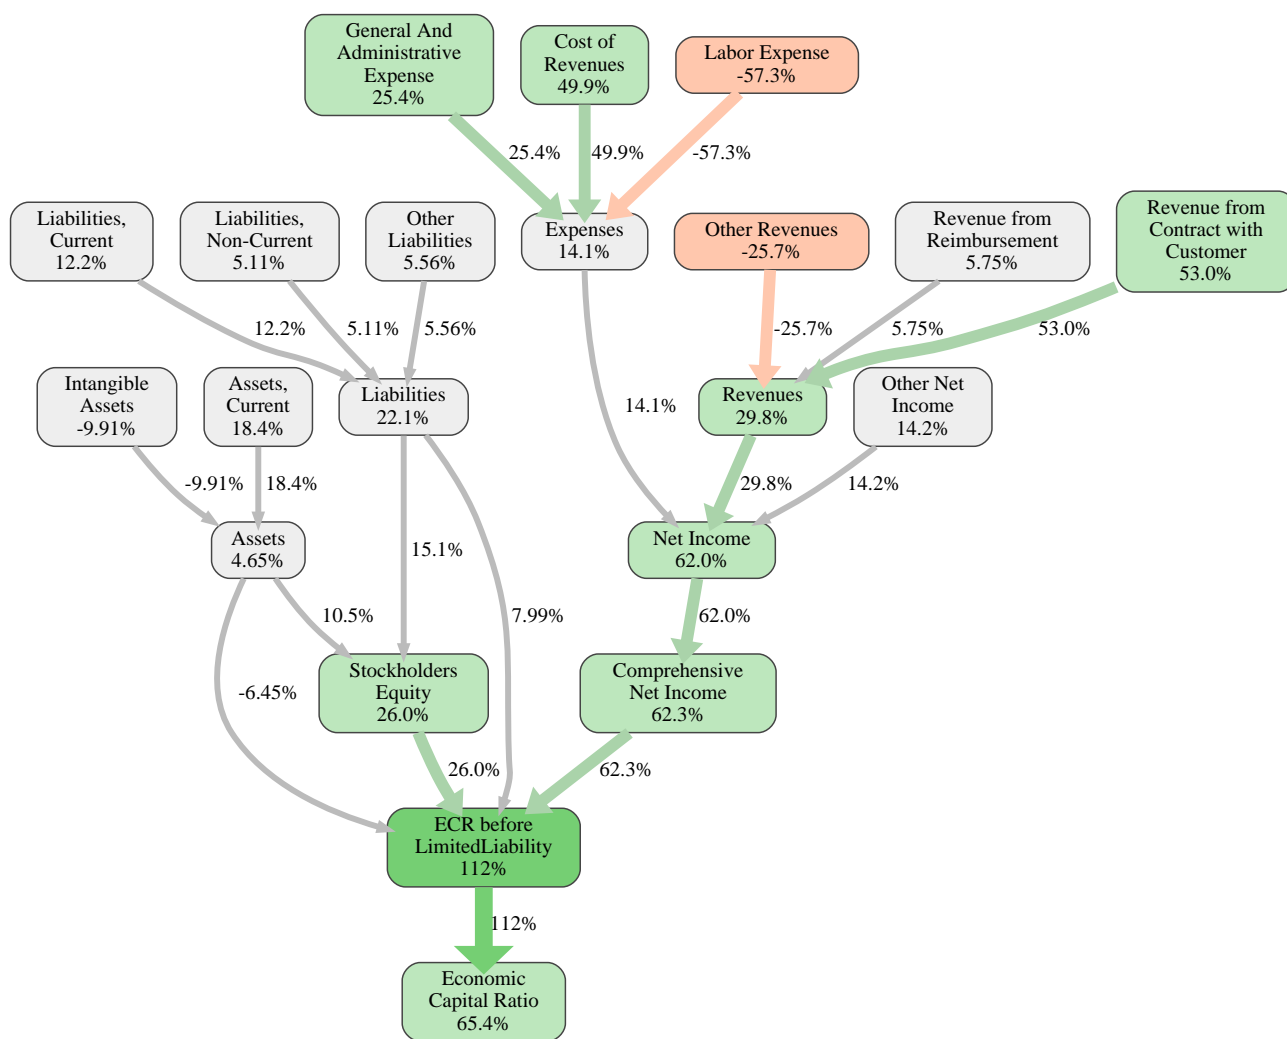 General And
Administrative
Expense
25.4%
Cost of
Revenues
49.9%
Labor Expense
-57.3%
25.4%
49.9%
-57.3%
Liabilities,
Current
12.2%
Liabilities,
Non-Current
5.11%
Other
Liabilities
5.56%
Expenses
14.1%
Other Revenues
-25.7%
Revenue from
Reimbursement
5.75%
Revenue from
Contract with
Customer
53.0%
12.2%
5.11%
5.56%
-25.7%
5.75%
53.0%
Intangible
Assets
-9.91%
Assets,
Current
18.4%
Liabilities
22.1%
14.1%
Revenues
29.8%
Other Net
Income
14.2%
-9.91%
18.4%
29.8%
14.2%
Assets
4.65%
15.1%
Net Income
62.0%
10.5%
7.99%
62.0%
-6.45%
Stockholders
Equity
26.0%
Comprehensive
Net Income
62.3%
26.0%
62.3%
ECR before
LimitedLiability
112%
112%
Economic
Capital Ratio
65.4%